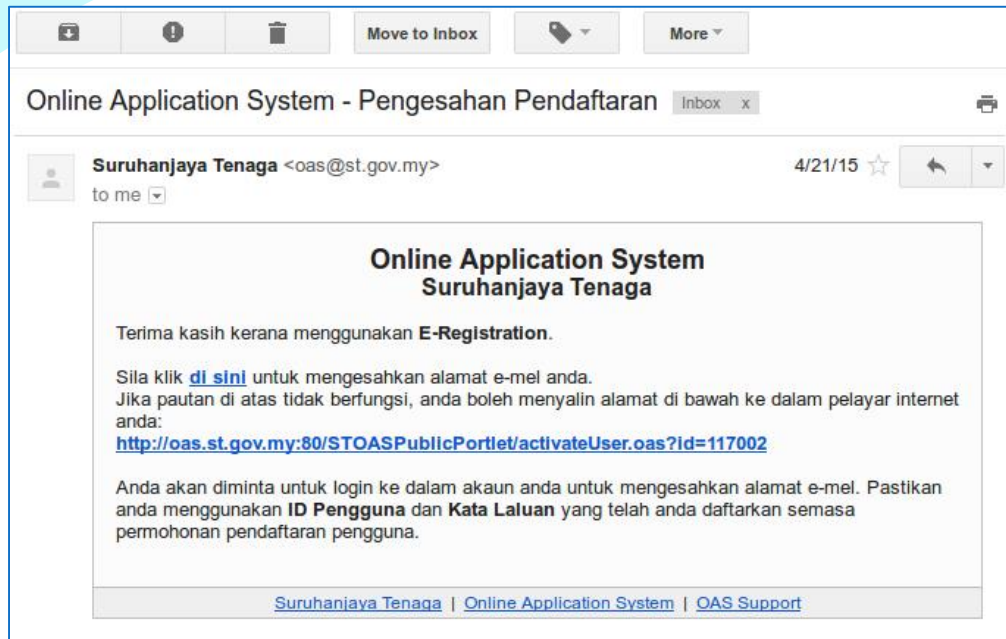 Move to Inbox More
Online Application System - Pengesahan Pendaftaran Inbox x
Suruhanjaya Tenaga <oas@st.gov.my> 4/21/15
to me
Online Application System
Suruhanjaya Tenaga
Terima kasih kerana menggunakan E-Registration.
Sila klik di sini untuk mengesahkan alamat e-mel anda.
Jika pautan di atas tidak berfungsi, anda boleh menyalin alamat di bawah ke dalam pelayar internet
anda:
http://oas.st.gov.my:80/STOASPublicPortlet/activateUser.oas?id=117002
Anda akan diminta untuk login ke dalam akaun anda untuk mengesahkan alamat e-mel. Pastikan
anda menggunakan ID Pengguna dan Kata Laluan yang telah anda daftarkan semasa
permohonan pendaftaran pengguna.
Suruhanjaya Tenaga | Online Application System | OAS Support